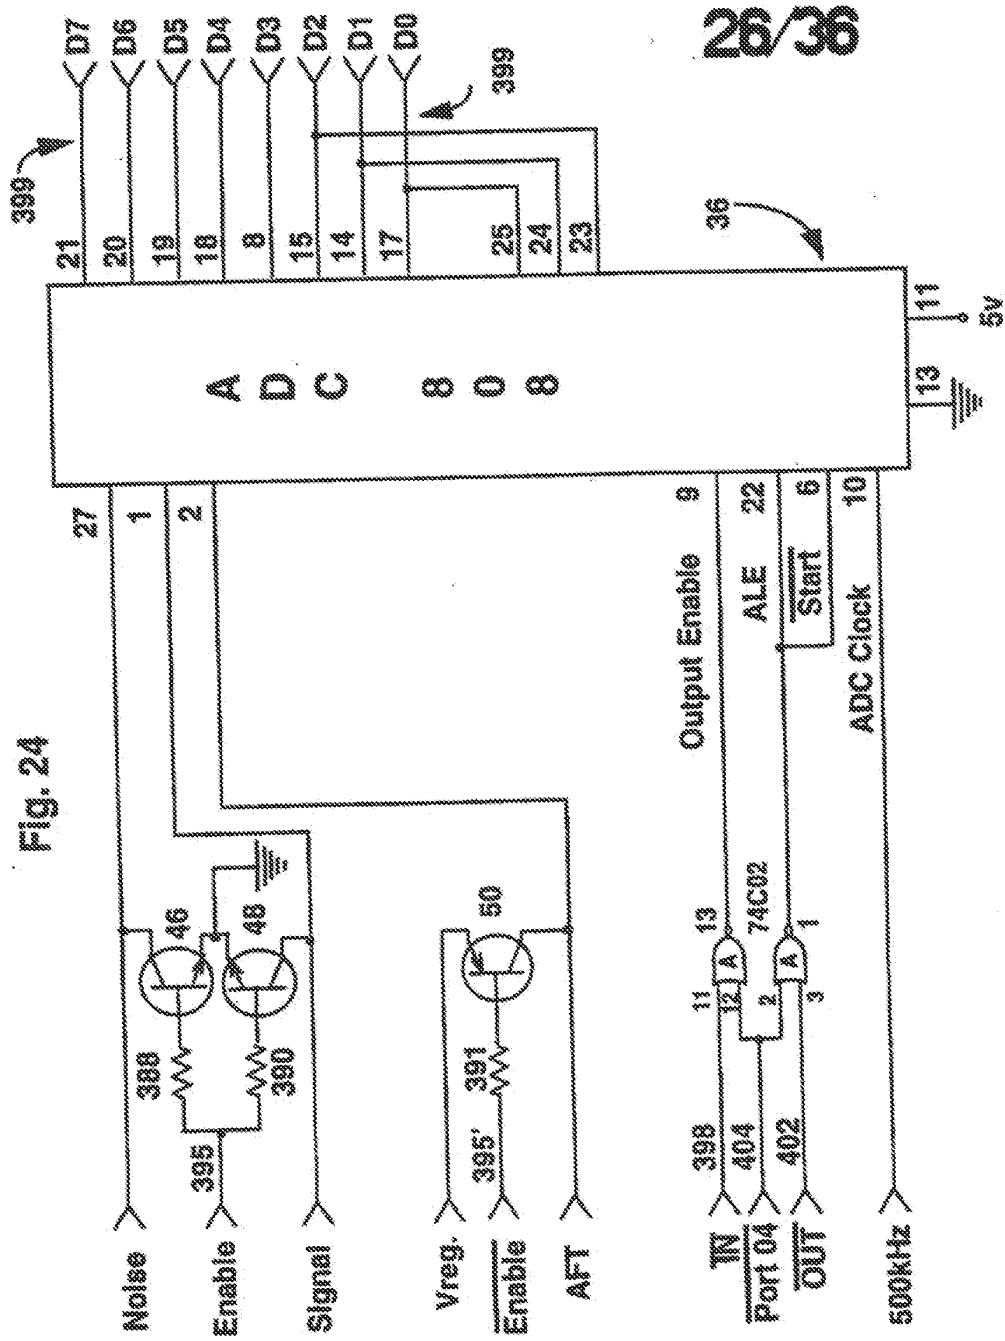 26/36
Fig. 24
Noise
Enable
Signal
Vreg.
Enable
AFT
IN
Port 04
OUT
500kHz
395
388
390
46
48
395'
391
50
398
404
402
11
12
2
3
A
A
13
74C02
1
Output Enable
ALE
Start
ADC Clock
27
1
2
9
22
6
10
ADC 808
13
11
5v
36
21
20
19
18
8
15
14
17
25
24
23
399
399
D7
D6
D5
D4
D3
D2
D1
D0